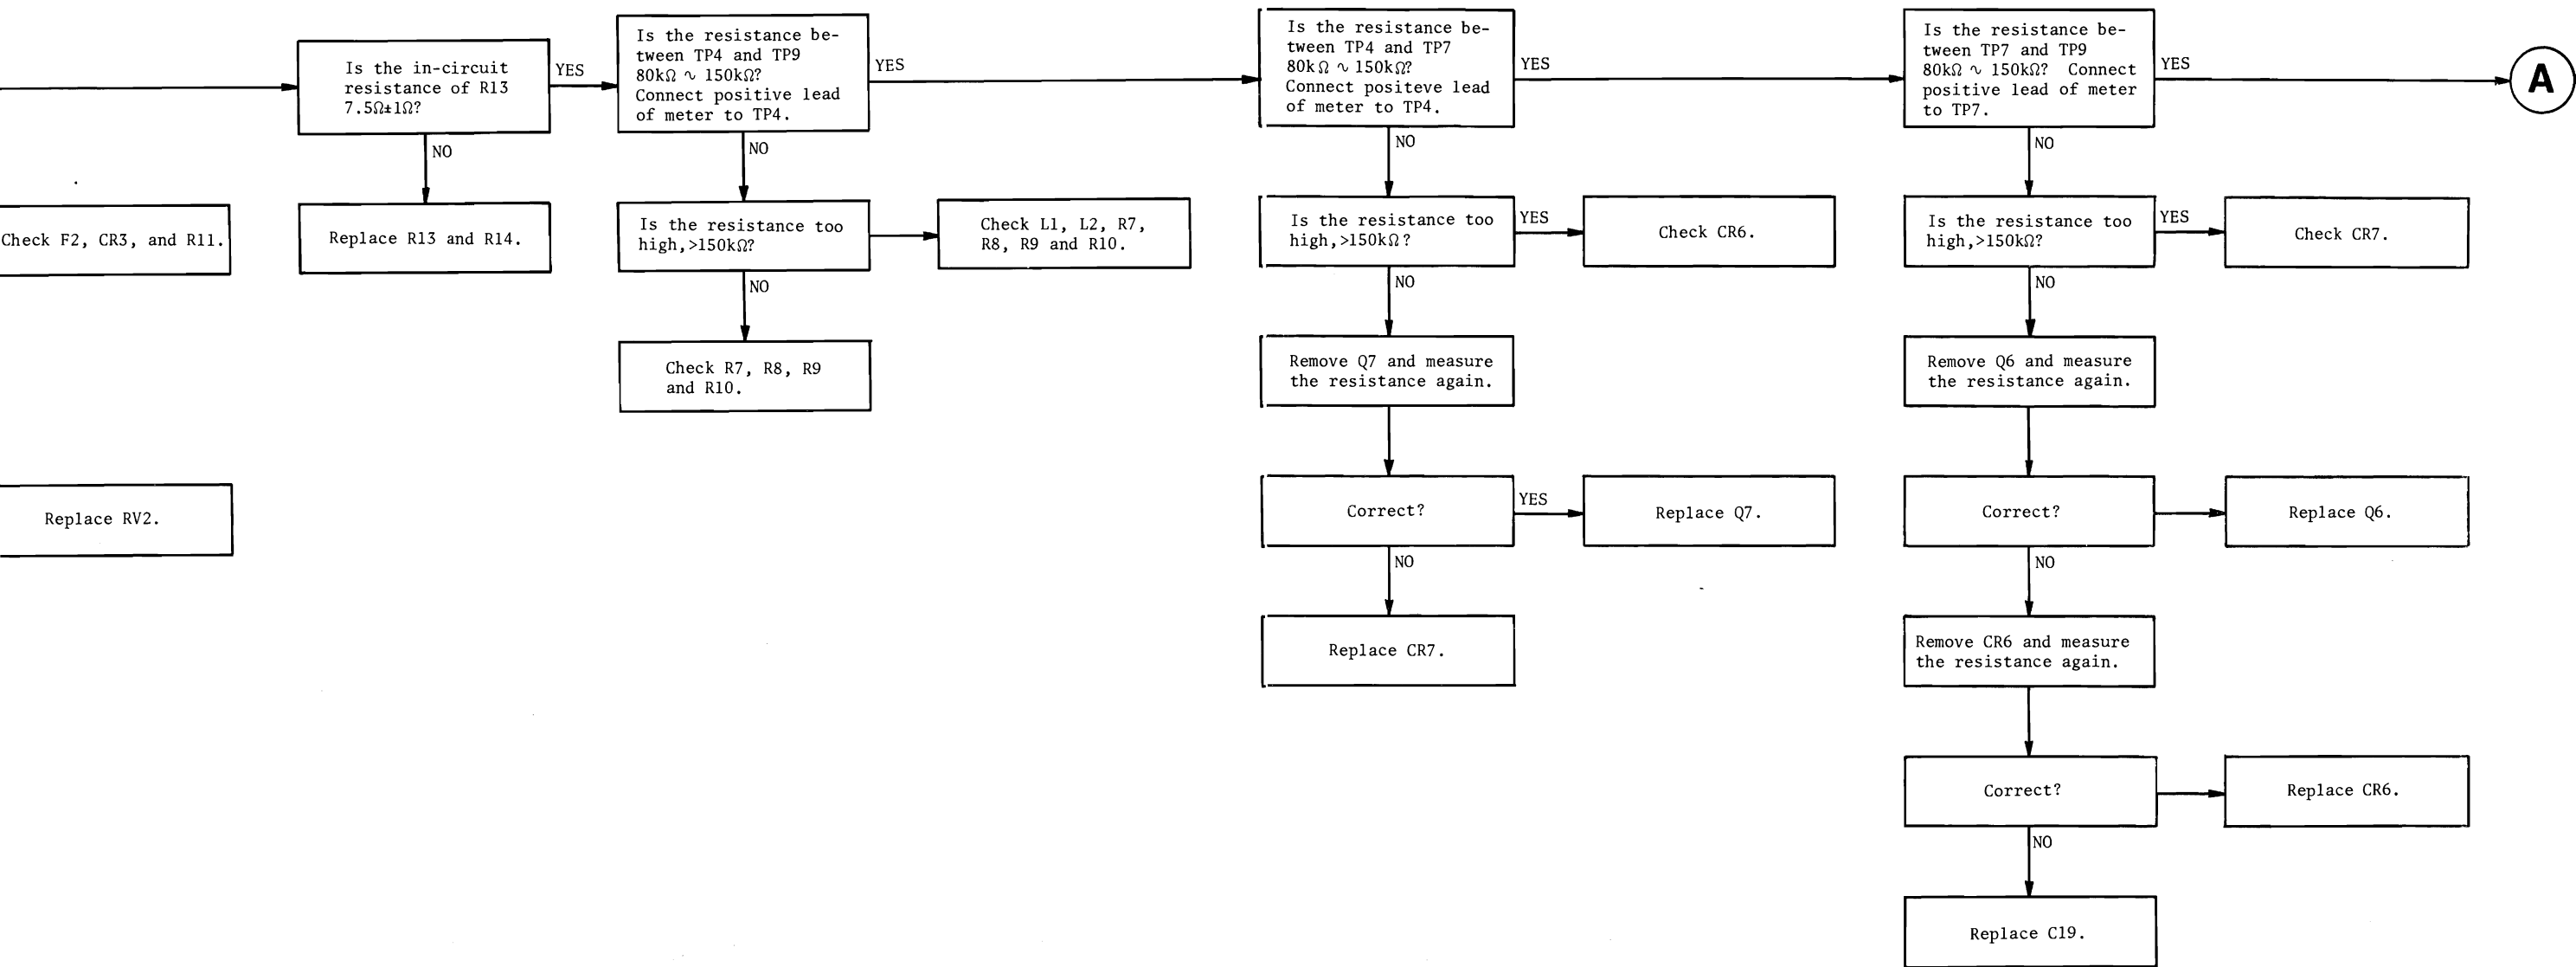 Check F2, CR3, and R11.
Replace RV2.
Is the in-circuit
resistance of R13
7.5Ω±1Ω?
YES
NO
Replace R13 and R14.
Is the resistance be-
tween TP4 and TP9
80kΩ ∿ 150kΩ?
Connect positive lead
of meter to TP4.
YES
NO
Is the resistance too
high,>150kΩ?
Check L1, L2, R7,
R8, R9 and R10.
NO
Check R7, R8, R9
and R10.
Is the resistance be-
tween TP4 and TP7
80kΩ ∿ 150kΩ?
Connect positeve lead
of meter to TP4.
YES
NO
Is the resistance too
high,>150kΩ?
YES
Check CR6.
NO
Remove Q7 and measure
the resistance again.
Correct?
YES
Replace Q7.
NO
Replace CR7.
Is the resistance be-
tween TP7 and TP9
80kΩ ∿ 150kΩ? Connect
positive lead of meter
to TP7.
YES
A
NO
Is the resistance too
high,>150kΩ?
YES
Check CR7.
NO
Remove Q6 and measure
the resistance again.
Correct?
Replace Q6.
NO
Remove CR6 and measure
the resistance again.
Correct?
Replace CR6.
NO
Replace C19.